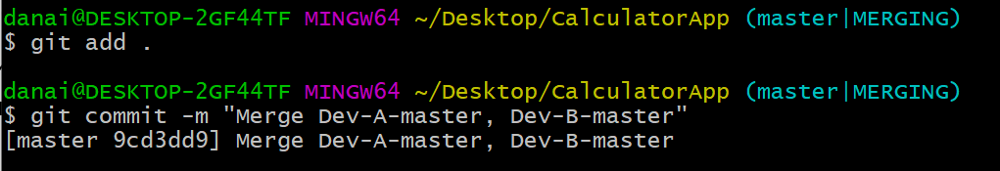 danai@DESKTOP-2GF44TF MINGW64 ~/Desktop/CalculatorApp (master|MERGING)
$ git add .
danai@DESKTOP-2GF44TF MINGW64 ~/Desktop/CalculatorApp (master|MERGING)
$ git commit -m "Merge Dev-A-master, Dev-B-master"
[master 9cd3dd9] Merge Dev-A-master, Dev-B-master